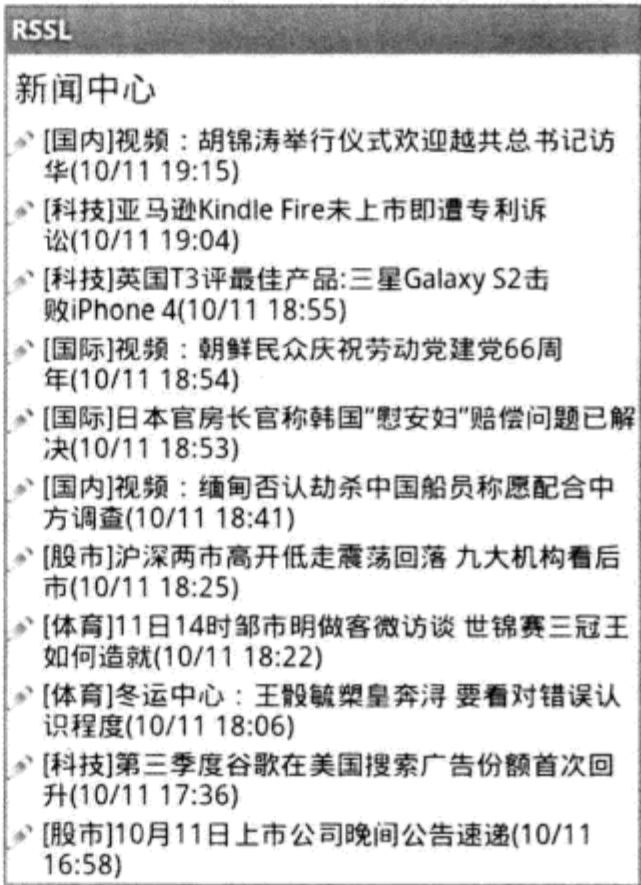 RSSL
新闻中心
[国内]视频：胡锦涛举行仪式欢迎越共总书记访
华(10/11 19:15)
[科技]亚马逊Kindle Fire未上市即遭专利诉
讼(10/11 19:04)
[科技]英国T3评最佳产品:三星Galaxy S2击
败iPhone 4(10/11 18:55)
[国际]视频：朝鲜民众庆祝劳动党建党66周
年(10/11 18:54)
[国际]日本官房长官称韩国“慰安妇”赔偿问题已解
决(10/11 18:53)
[国内]视频：缅甸否认劫杀中国船员称愿配合中
方调查(10/11 18:41)
[股市]沪深两市高开低走震荡回落 九大机构看后
市(10/11 18:25)
[体育]11日14时邹市明做客微访谈 世锦赛三冠王
如何造就(10/11 18:22)
[体育]冬运中心：王骰毓槊皇奔浔 要看对错误认
识程度(10/11 18:06)
[科技]第三季度谷歌在美国搜索广告份额首次回
升(10/11 17:36)
[股市]10月11日上市公司晚间公告速递(10/11
16:58)